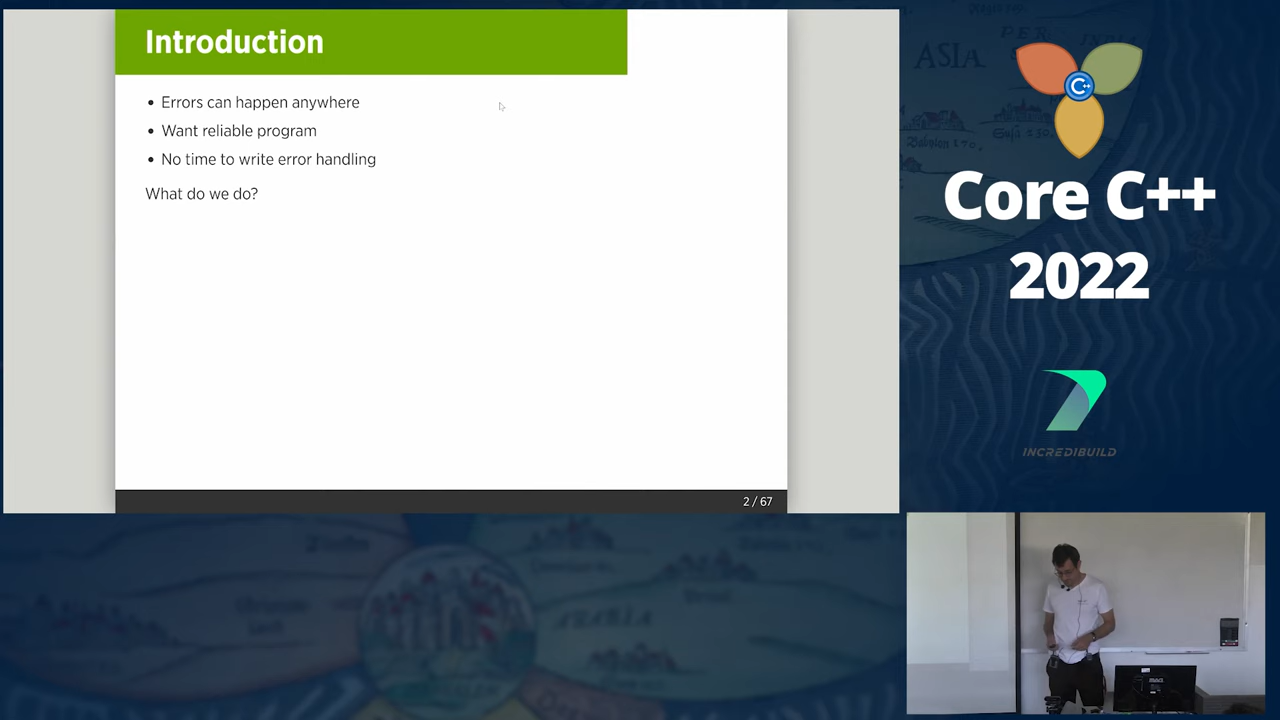 Introduction
• Errors can happen anywhere
• Want reliable program
• No time to write error handling
What do we do?
2 / 67
ASIA
C++
Core C++
2022
INCREDIBUILD
ARABIA